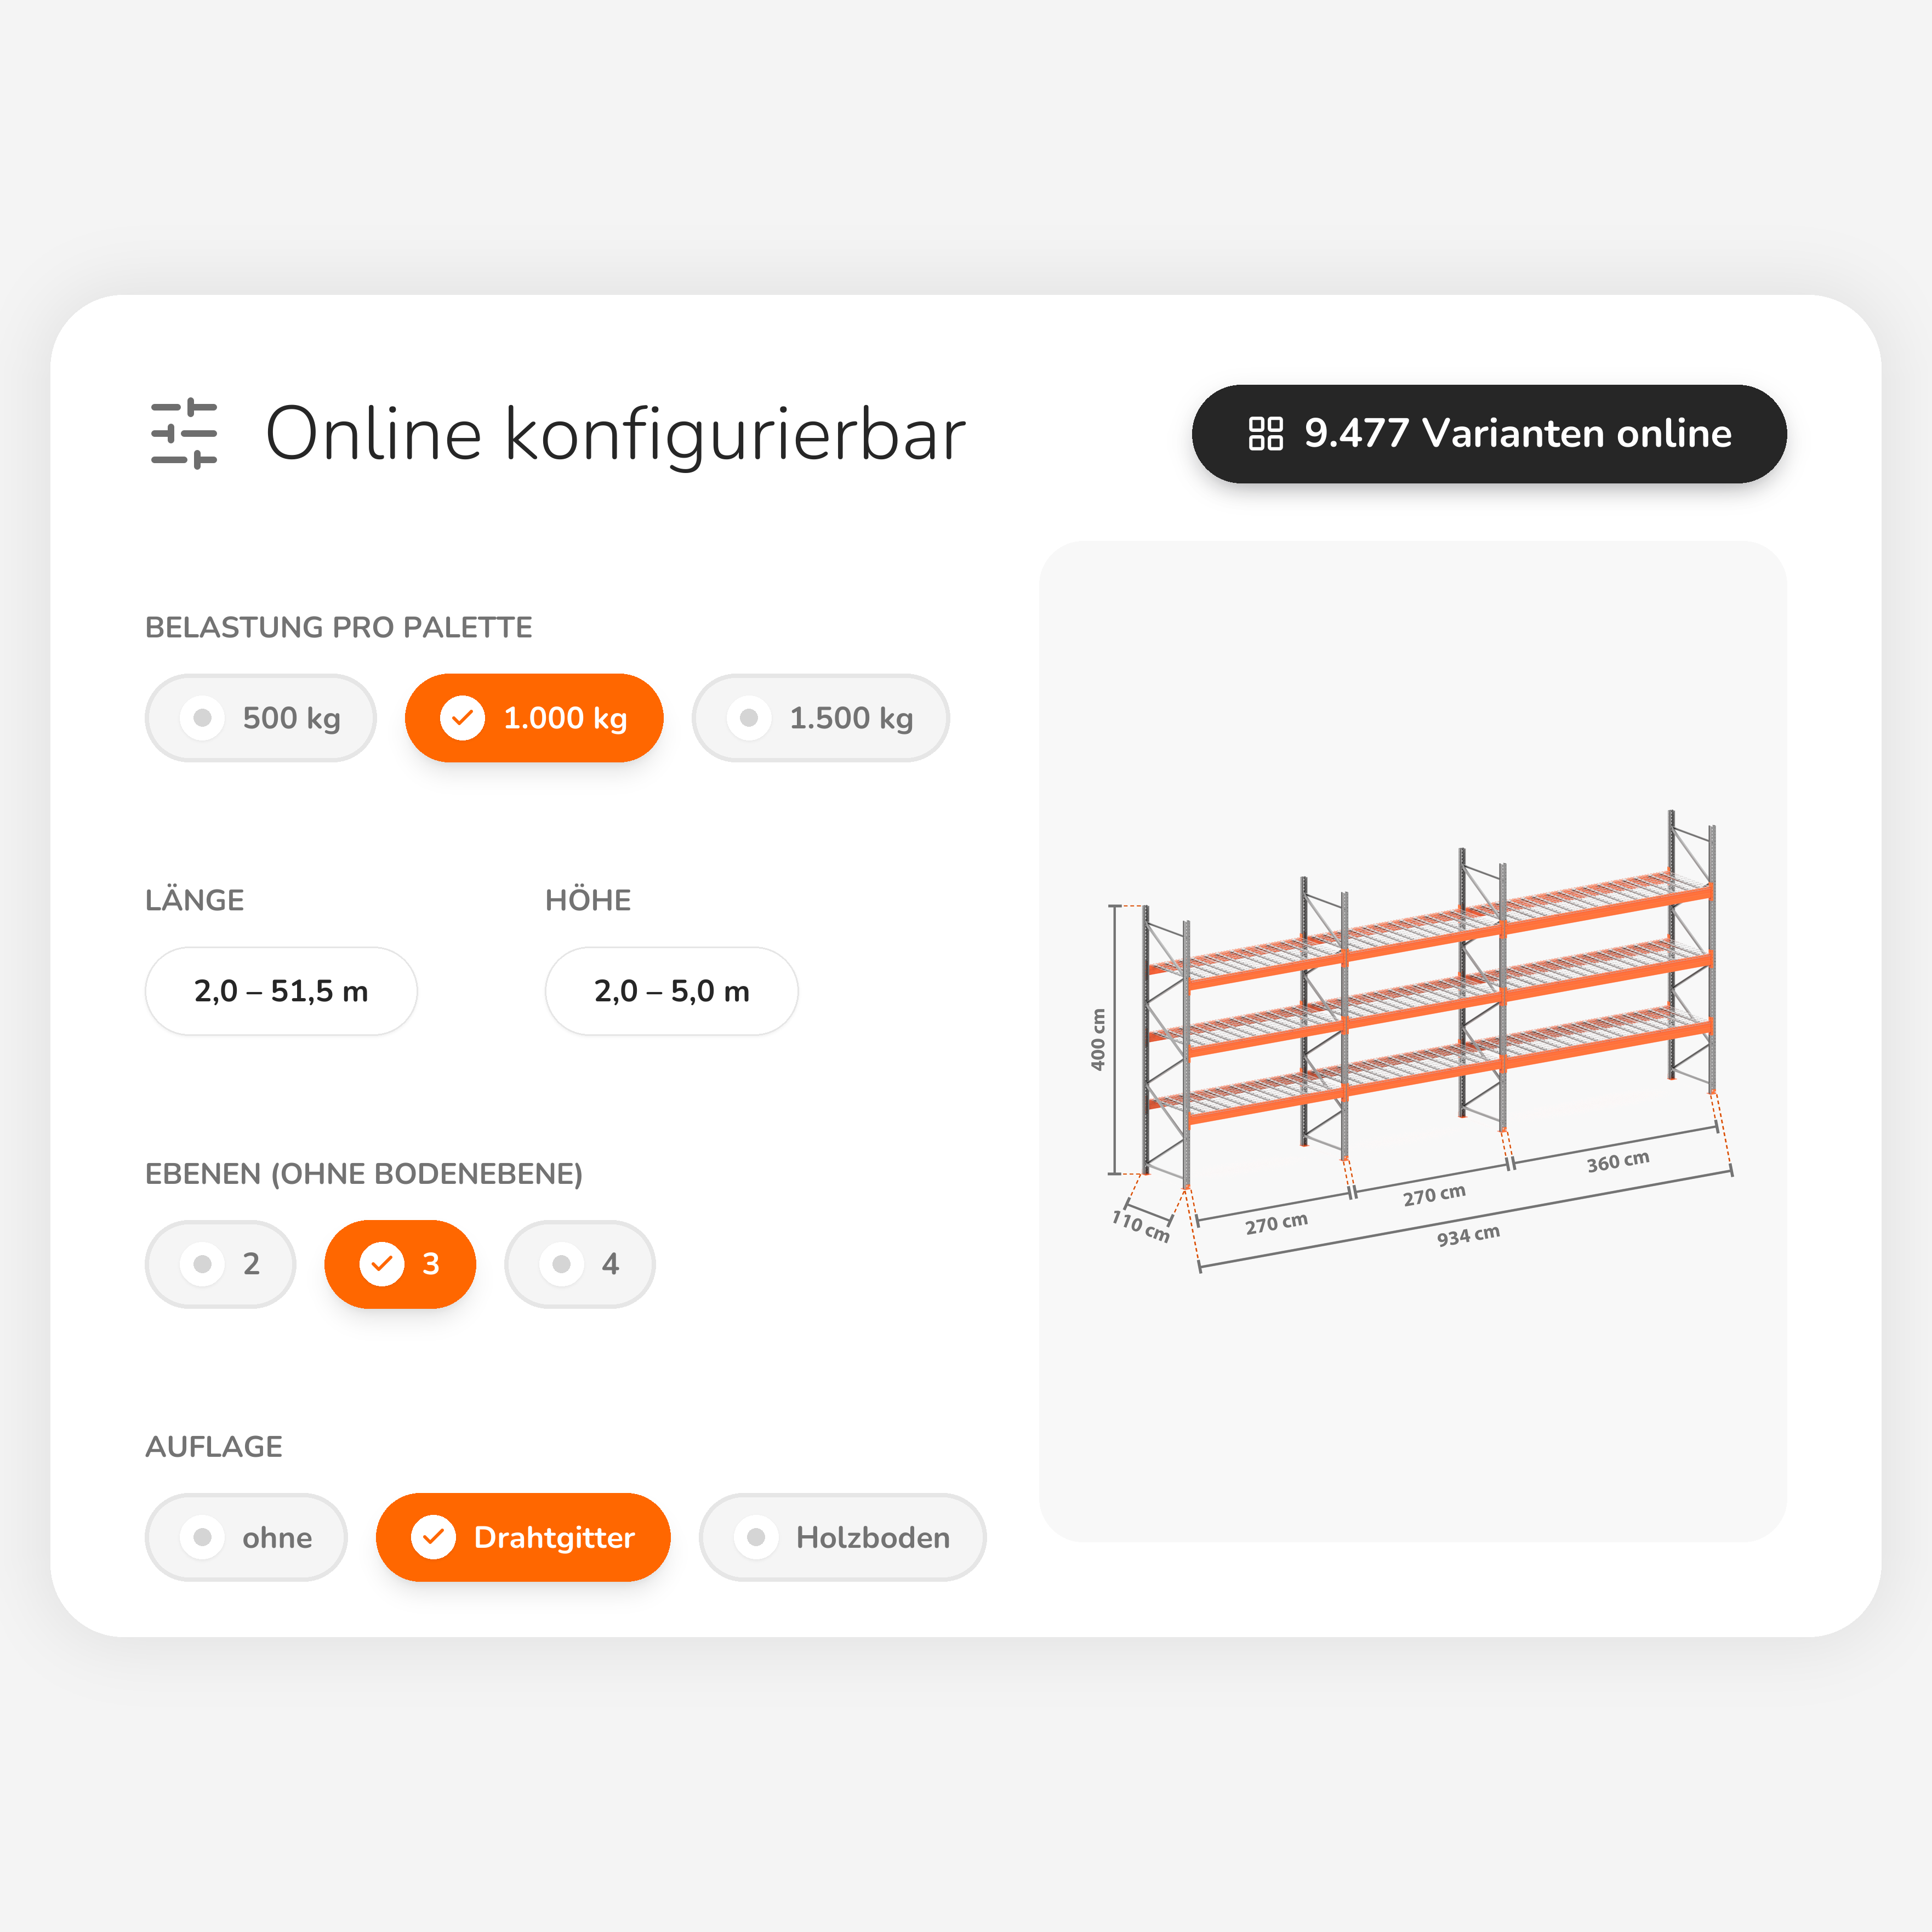 Online konfigurierbar
9.477 Varianten online
BELASTUNG PRO PALETTE
500 kg
1.000 kg
1.500 kg
LÄNGE
HÖHE
2,0 – 51,5 m
2,0 – 5,0 m
EBENEN (OHNE BODENEBENE)
2
3
4
AUFLAGE
ohne
Drahtgitter
Holzboden
400 cm
110 cm
270 cm
270 cm
360 cm
934 cm